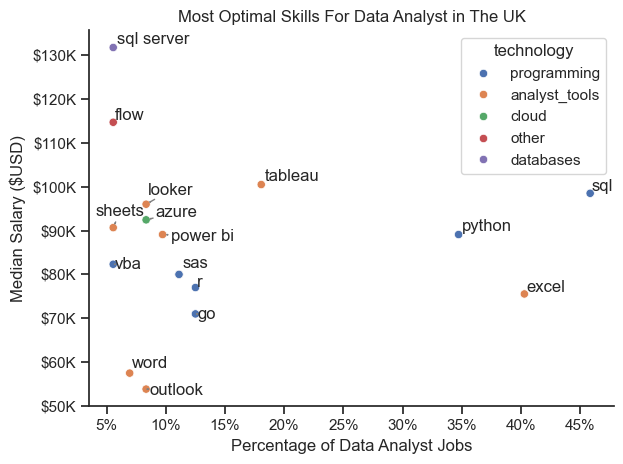 Most Optimal Skills For Data Analyst in The UK
Median Salary ($USD)
$130K
$120K
$110K
$100K
$90K
$80K
$70K
$60K
$50K
sql server
flow
looker
sheets
azure
power bi
tableau
vba
sas
r
go
word
outlook
sql
python
excel
technology
programming
analyst_tools
cloud
other
databases
5% 10% 15% 20% 25% 30% 35% 40% 45%
Percentage of Data Analyst Jobs